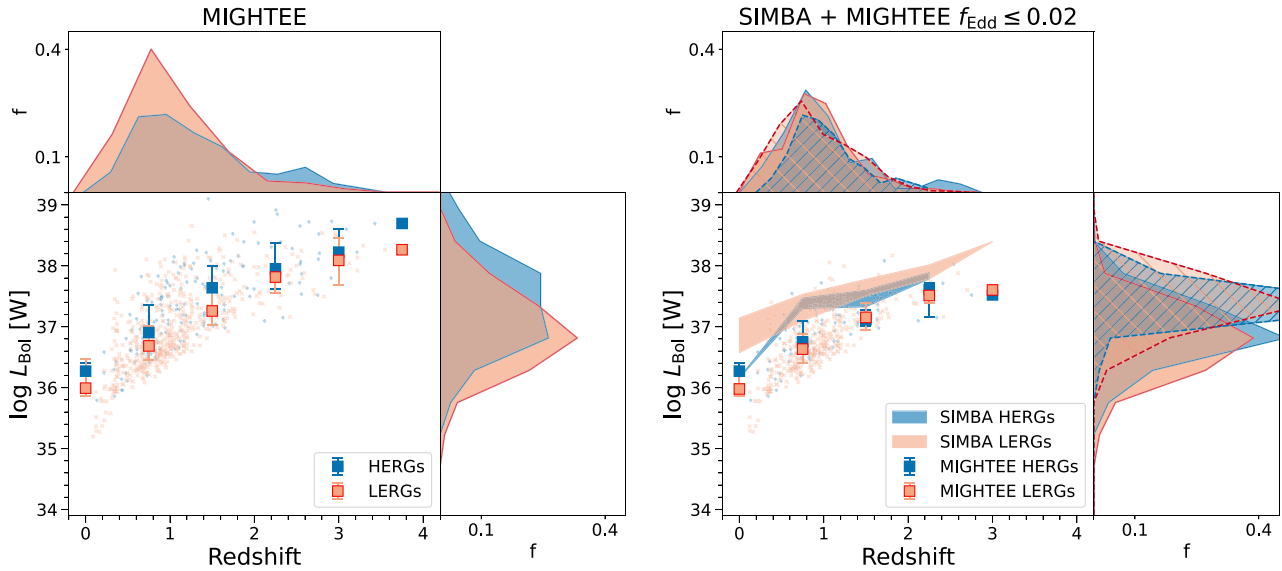 MIGHTEE
0.4
0.1
f
39
38
37
36
35
34
log L_Bol [W]
HERGs
LERGs
0 1 2 3 4
Redshift
0.1 0.4
f
SIMBA + MIGHTEE f_Edd ≤ 0.02
0.4
0.1
f
39
38
37
36
35
34
log L_Bol [W]
SIMBA HERGs
SIMBA LERGs
MIGHTEE HERGs
MIGHTEE LERGs
0 1 2 3 4
Redshift
0.1 0.4
f